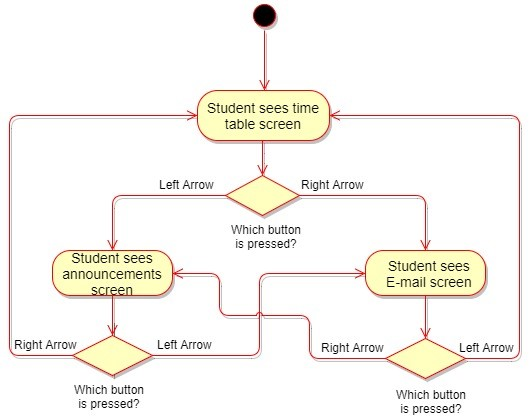 Student sees time
table screen
Left Arrow
Right Arrow
Which button
is pressed?
Student sees
announcements
screen
Student sees
E-mail screen
Right Arrow
Left Arrow
Right Arrow
Left Arrow
Which button
is pressed?
Which button
is pressed?